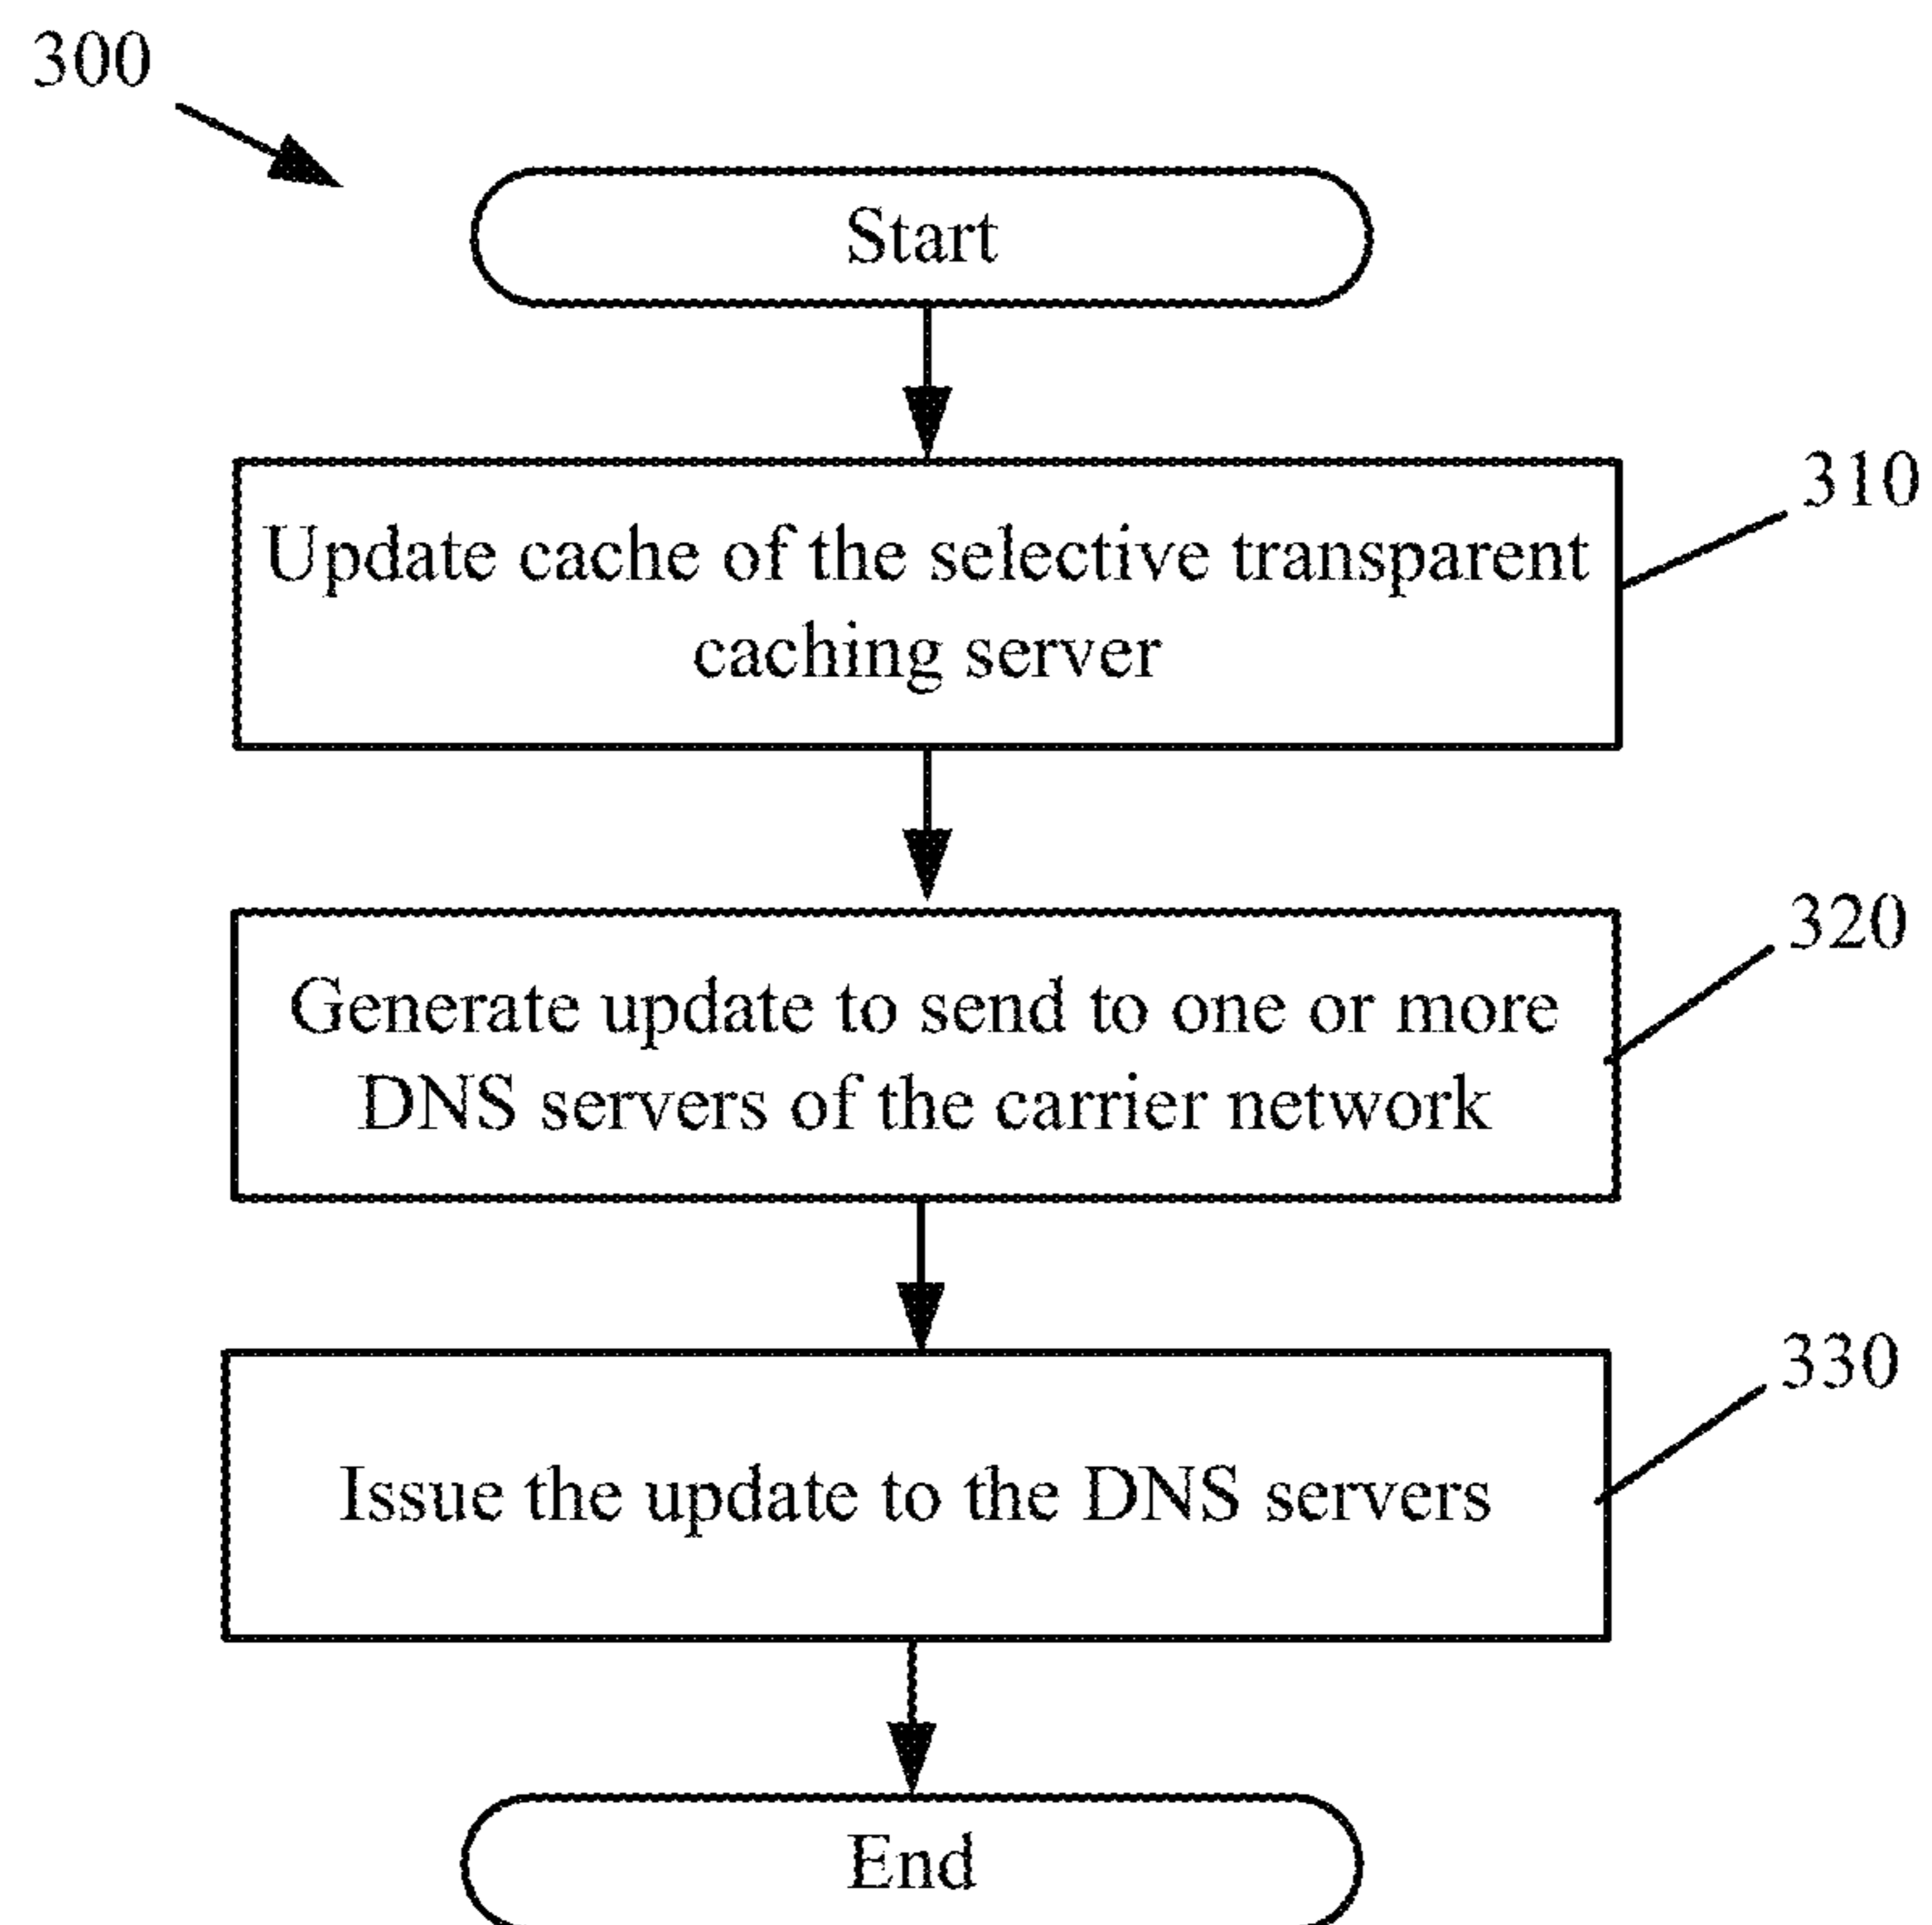 300
Start
310
Update cache of the selective transparent
caching server
320
Generate update to send to one or more
DNS servers of the carrier network
330
Issue the update to the DNS servers
End